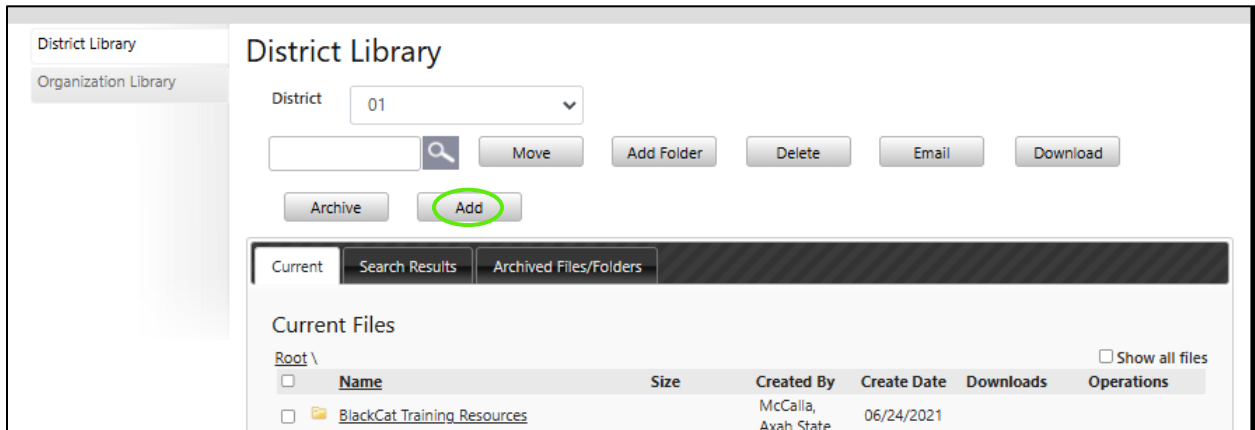 District Library
Organization Library
District Library
District 01
Move Add Folder Delete Email Download
Archive Add
Current Search Results Archived Files/Folders
Current Files
Root \ Show all files
Name Size Created By Create Date Downloads Operations
BlackCat Training Resources McCalla, 06/24/2021
Axah State